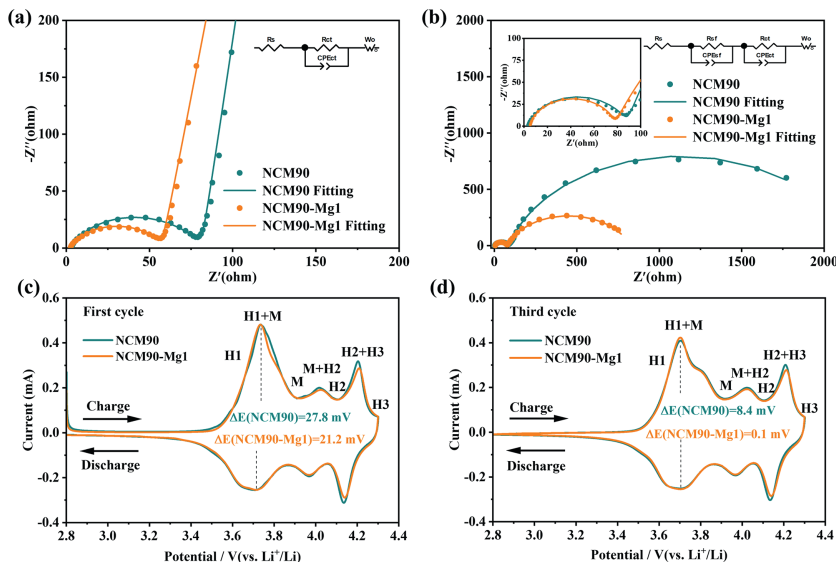 (a)
200
150
100
50
25
0
-Z''(ohm)
0 50 100 150 200
Z'(ohm)
Rs Rct Wo
CPEct
NCM90
NCM90 Fitting
NCM90-Mg1
NCM90-Mg1 Fitting
(b)
2000
1750
1500
1000
750
500
250
0
-Z''(ohm)
0 500 1000 1500 2000
Z'(ohm)
100
75
50
25
0
-Z''(ohm)
0 20 40 60 80 100
Z'(ohm)
Rs Rsf Rct Wo
CPEsf CPEct
NCM90
NCM90 Fitting
NCM90-Mg1
NCM90-Mg1 Fitting
(c)
0.6
0.4
0.2
0.0
-0.2
-0.4
Current (mA)
First cycle
NCM90
NCM90-Mg1
H1+M
H1
M
M+H2
H2
H2+H3
H3
ΔE(NCM90)=27.8 mV
ΔE(NCM90-Mg1)=21.2 mV
Charge
Discharge
2.8 3.0 3.2 3.4 3.6 3.8 4.0 4.2 4.4
Potential / V(vs. Li⁺/Li)
(d)
0.6
0.4
0.2
0.0
-0.2
-0.4
Current (mA)
Third cycle
NCM90
NCM90-Mg1
H1+M
H1
M
M+H2
H2
H2+H3
H3
ΔE(NCM90)=8.4 mV
ΔE(NCM90-Mg1)=0.1 mV
Charge
Discharge
2.8 3.0 3.2 3.4 3.6 3.8 4.0 4.2 4.4
Potential / V(vs. Li⁺/Li)